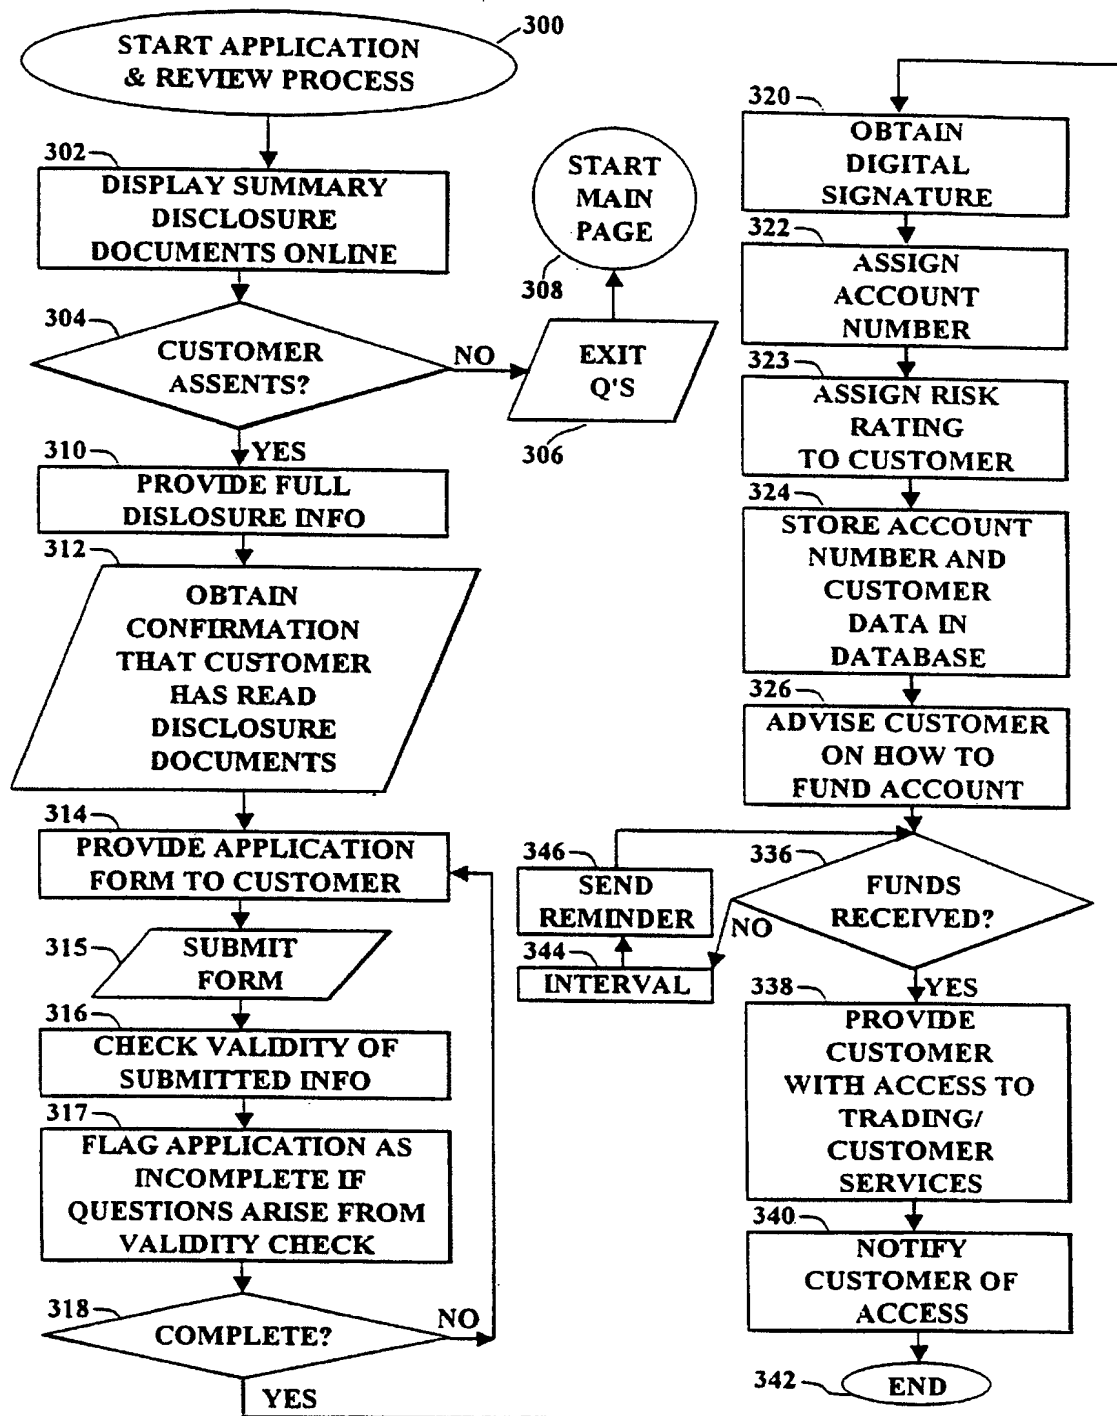 300
START APPLICATION
& REVIEW PROCESS
302
DISPLAY SUMMARY
DISCLOSURE
DOCUMENTS ONLINE
304
CUSTOMER
ASSENTS?
NO
EXIT
Q'S
306
START
MAIN
PAGE
308
YES
310
PROVIDE FULL
DISLOSURE INFO
312
OBTAIN
CONFIRMATION
THAT CUSTOMER
HAS READ
DISCLOSURE
DOCUMENTS
314
PROVIDE APPLICATION
FORM TO CUSTOMER
315
SUBMIT
FORM
316
CHECK VALIDITY OF
SUBMITTED INFO
317
FLAG APPLICATION AS
INCOMPLETE IF
QUESTIONS ARISE FROM
VALIDITY CHECK
318
COMPLETE?
NO
YES
320
OBTAIN
DIGITAL
SIGNATURE
322
ASSIGN
ACCOUNT
NUMBER
323
ASSIGN RISK
RATING
TO CUSTOMER
324
STORE ACCOUNT
NUMBER AND
CUSTOMER
DATA IN
DATABASE
326
ADVISE CUSTOMER
ON HOW TO
FUND ACCOUNT
336
FUNDS
RECEIVED?
NO
344
INTERVAL
346
SEND
REMINDER
YES
338
PROVIDE
CUSTOMER
WITH ACCESS TO
TRADING/
CUSTOMER
SERVICES
340
NOTIFY
CUSTOMER OF
ACCESS
342
END